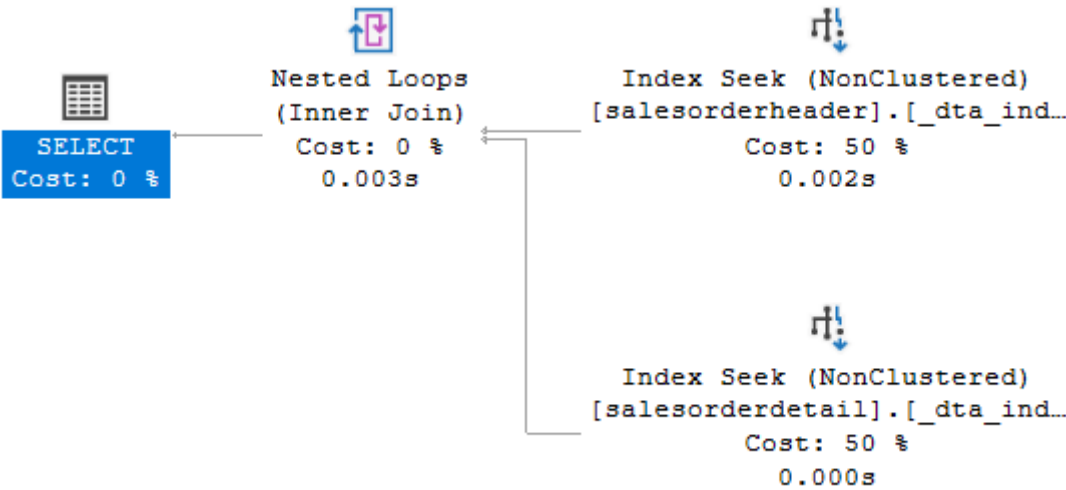 SELECT
Cost: 0 %
Nested Loops
(Inner Join)
Cost: 0 %
0.003s
Index Seek (NonClustered)
[salesorderheader].[_dta_ind…
Cost: 50 %
0.002s
Index Seek (NonClustered)
[salesorderdetail].[_dta_ind…
Cost: 50 %
0.000s